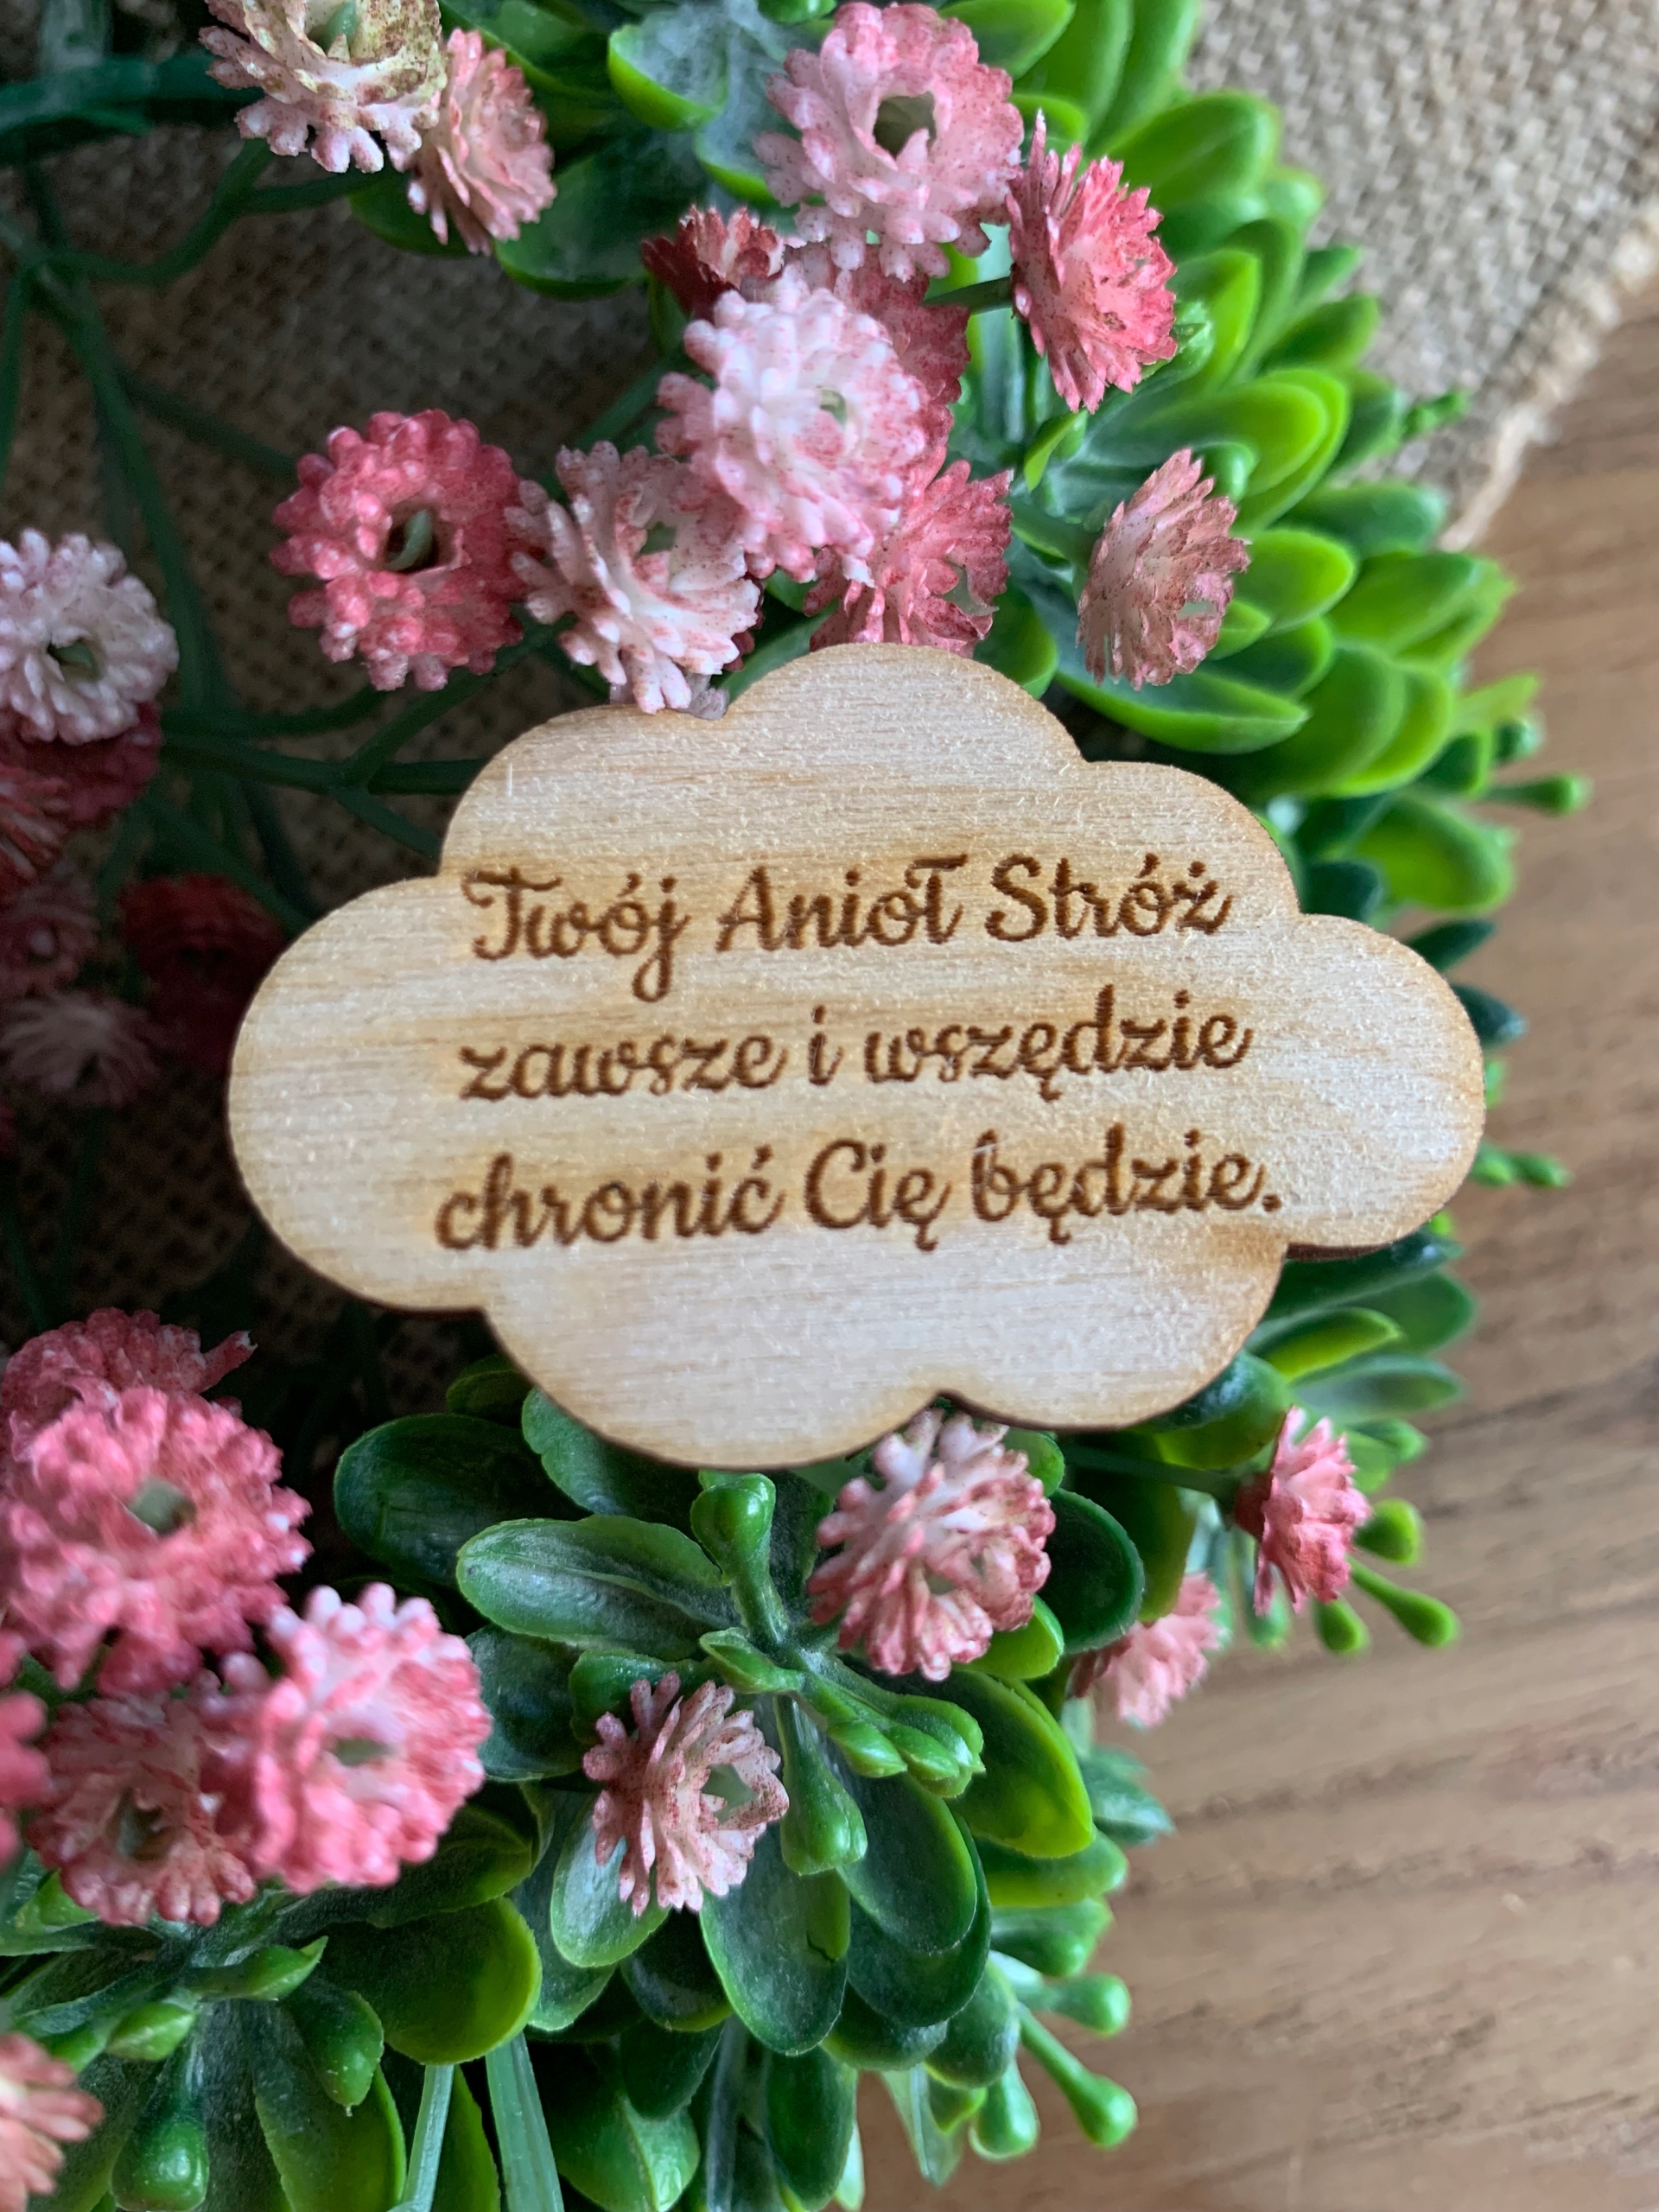 Twój Anioł Stróż
zawsze i wszędzie
chronić Cię będzie.